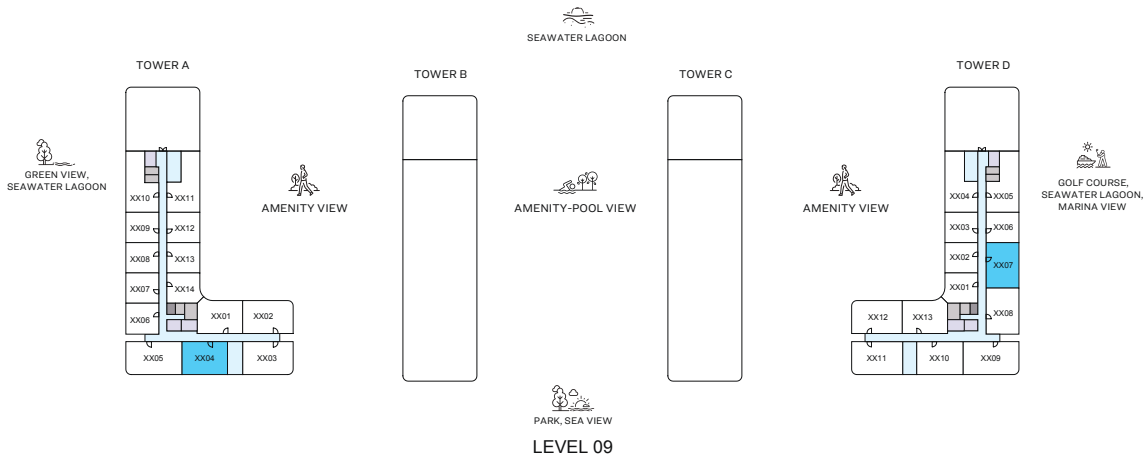 SEAWATER LAGOON
TOWER A
TOWER B
TOWER C
TOWER D
GREEN VIEW,
SEAWATER LAGOON
AMENITY VIEW
AMENITY-POOL VIEW
AMENITY VIEW
GOLF COURSE,
SEAWATER LAGOON,
MARINA VIEW
XX10 XX11
XX09 XX12
XX08 XX13
XX07 XX14
XX06
XX01 XX02
XX05 XX04 XX03
XX04 XX05
XX03 XX06
XX02 XX07
XX01
XX08
XX12 XX13
XX11 XX10 XX09
PARK, SEA VIEW
LEVEL 09